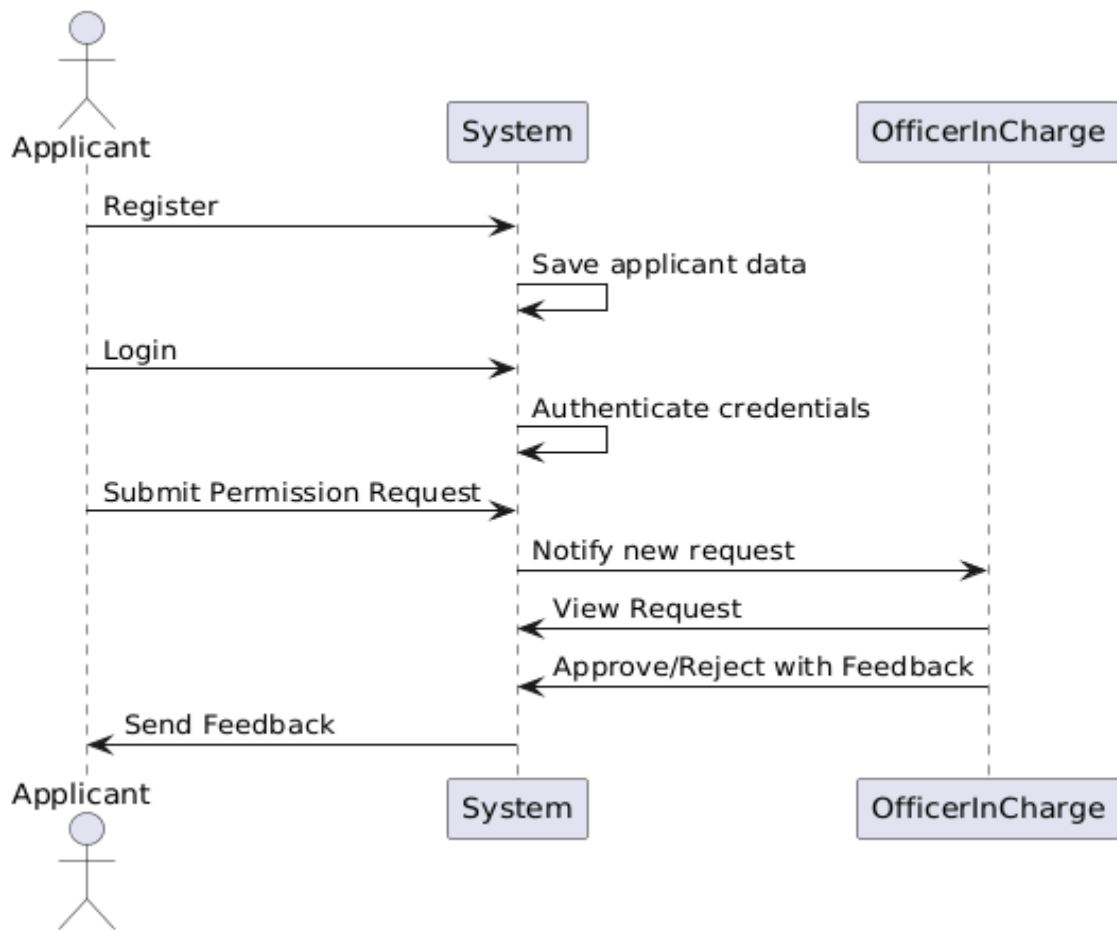 Applicant
System
OfficerInCharge
Register
Save applicant data
Login
Authenticate credentials
Submit Permission Request
Notify new request
View Request
Approve/Reject with Feedback
Send Feedback
Applicant
System
OfficerInCharge